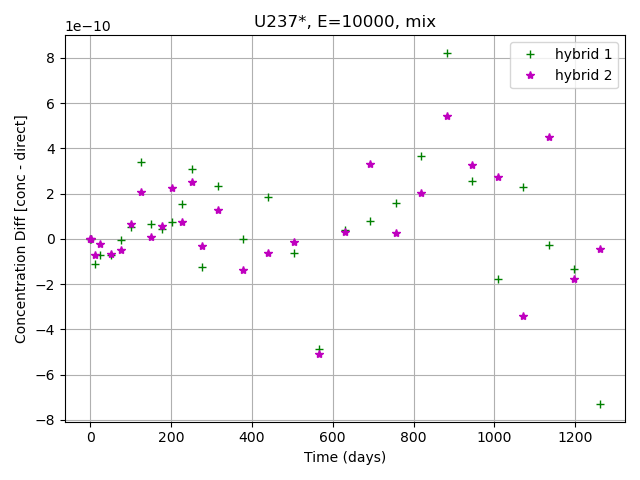 U237*, E=10000, mix
1e−10
hybrid 1
hybrid 2
8
6
4
2
0
−2
−4
−6
−8
Concentration Diff [conc - direct]
0 200 400 600 800 1000 1200
Time (days)